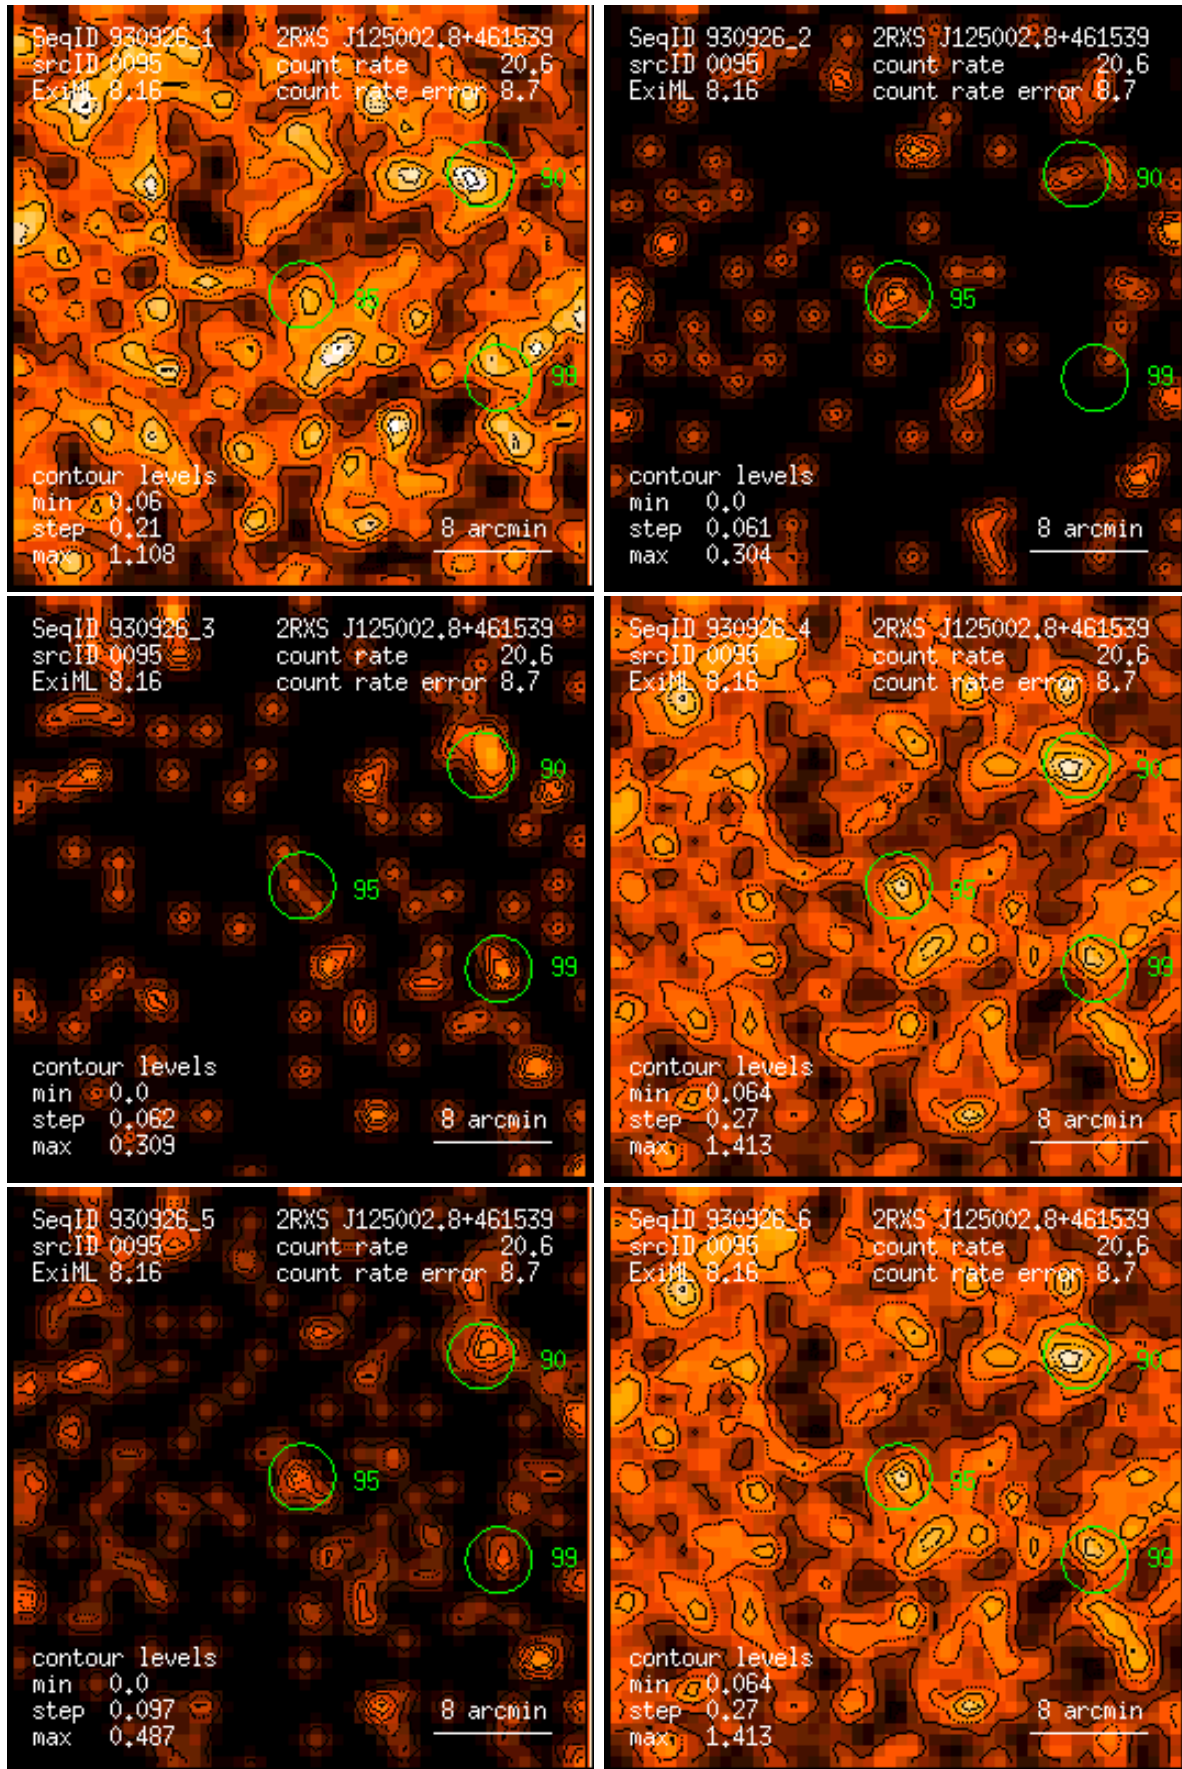 SeqID 930926_1 2RXS J125002.8+461539
srcID 0095 count rate 20.6
ExiML 8.16 count rate error 8.7
90
95
99
contour levels
min 0.06
step 0.21 8 arcmin
max 1.108
SeqID 930926_2 2RXS J125002.8+461539
srcID 0095 count rate 20.6
ExiML 8.16 count rate error 8.7
90
95
99
contour levels
min 0.0
step 0.061 8 arcmin
max 0.304
SeqID 930926_3 2RXS J125002.8+461539
srcID 0095 count rate 20.6
ExiML 8.16 count rate error 8.7
90
95
99
contour levels
min 0.0
step 0.062 8 arcmin
max 0.309
SeqID 930926_4 2RXS J125002.8+461539
srcID 0095 count rate 20.6
ExiML 8.16 count rate error 8.7
90
95
99
contour levels
min 0.064
step 0.27 8 arcmin
max 1.413
SeqID 930926_5 2RXS J125002.8+461539
srcID 0095 count rate 20.6
ExiML 8.16 count rate error 8.7
90
95
99
contour levels
min 0.0
step 0.097 8 arcmin
max 0.487
SeqID 930926_6 2RXS J125002.8+461539
srcID 0095 count rate 20.6
ExiML 8.16 count rate error 8.7
90
95
99
contour levels
min 0.064
step 0.27 8 arcmin
max 1.413